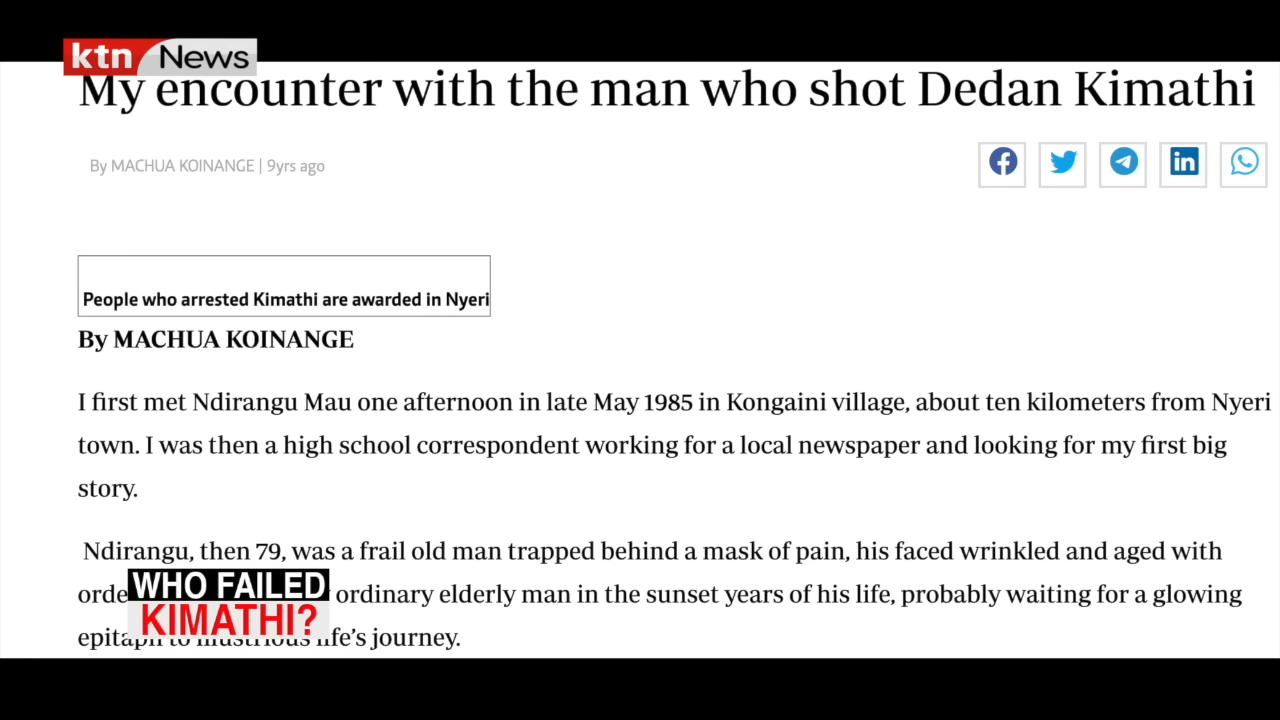 ktn News
My encounter with the man who shot Dedan Kimathi
By MACHUA KOINANGE | 9yrs ago
People who arrested Kimathi are awarded in Nyeri
By MACHUA KOINANGE
I first met Ndirangu Mau one afternoon in late May 1985 in Kongaini village, about ten kilometers from Nyeri
town. I was then a high school correspondent working for a local newspaper and looking for my first big
story.
Ndirangu, then 79, was a frail old man trapped behind a mask of pain, his faced wrinkled and aged with
ordinary elderly man in the sunset years of his life, probably waiting for a glowing
epitaph to illustrious life's journey.
WHO FAILED
KIMATHI?